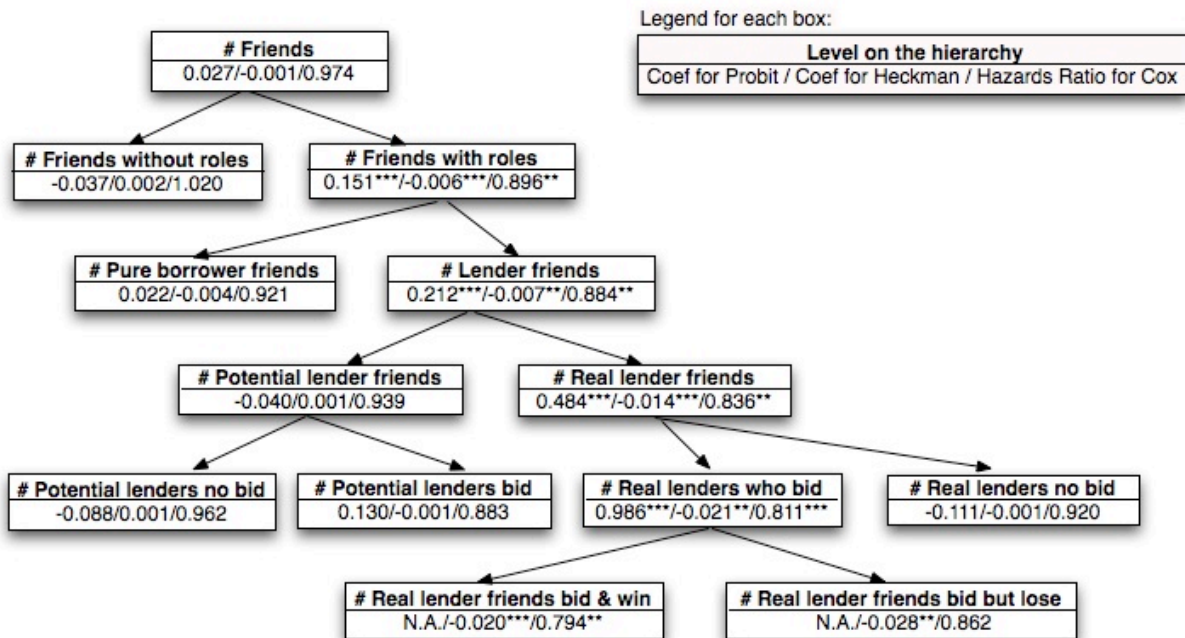 Legend for each box:
Level on the hierarchy
Coef for Probit / Coef for Heckman / Hazards Ratio for Cox
# Friends
0.027/-0.001/0.974
# Friends without roles
-0.037/0.002/1.020
# Friends with roles
0.151***/-0.006***/0.896**
# Pure borrower friends
0.022/-0.004/0.921
# Lender friends
0.212***/-0.007**/0.884**
# Potential lender friends
-0.040/0.001/0.939
# Real lender friends
0.484***/-0.014***/0.836**
# Potential lenders no bid
-0.088/0.001/0.962
# Potential lenders bid
0.130/-0.001/0.883
# Real lenders who bid
0.986***/-0.021**/0.811***
# Real lenders no bid
-0.111/-0.001/0.920
# Real lender friends bid & win
N.A./-0.020***/0.794**
# Real lender friends bid but lose
N.A./-0.028**/0.862